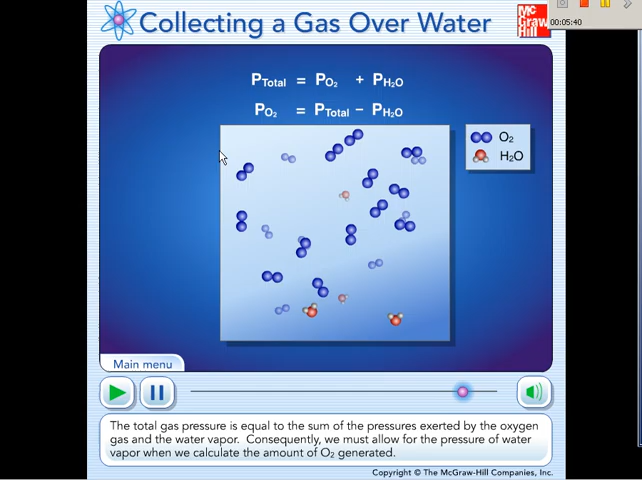 Collecting a Gas Over Water
Mc
Graw
Hill
00:05:40
PTotal = PO₂ + PH₂O
PO₂ = PTotal − PH₂O
O₂
H₂O
Main menu
The total gas pressure is equal to the sum of the pressures exerted by the oxygen
gas and the water vapor. Consequently, we must allow for the pressure of water
vapor when we calculate the amount of O₂ generated.
Copyright © The McGraw-Hill Companies, Inc.